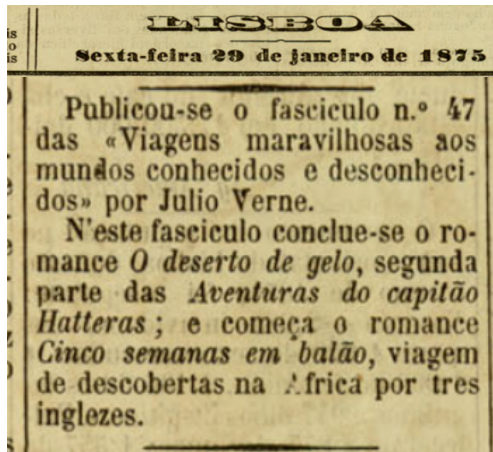 LISBOA
Sexta-feira 29 de janeiro de 1875
Publicou-se o fasciculo n.º 47
das «Viagens maravilhosas aos
mundos conhecidos e desconheci-
dos» por Julio Verne.
N'este fasciculo conclue-se o ro-
mance O deserto de gelo, segunda
parte das Aventuras do capitão
Hatteras ; e começa o romance
Cinco semanas em balão, viagem
de descobertas na Africa por tres
inglezes.